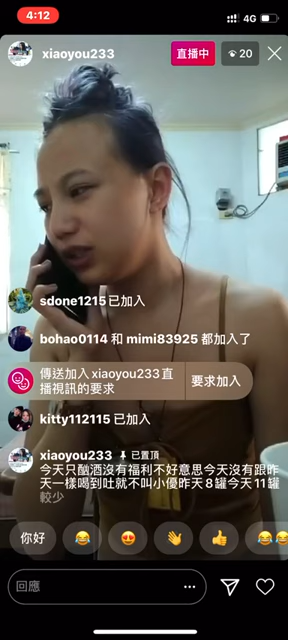 4:12
4G
xiaoyou233
直播中
20
sdone1215 已加入
bohao0114 和 mimi83925 都加入了
傳送加入 xiaoyou233 直
播視訊的要求
要求加入
kitty112115 已加入
xiaoyou233 已置頂
今天只酗酒沒有福利不好意思今天沒有跟昨
天一樣喝到吐就不叫小優昨天 8 罐今天 11 罐
較少
你好
回應